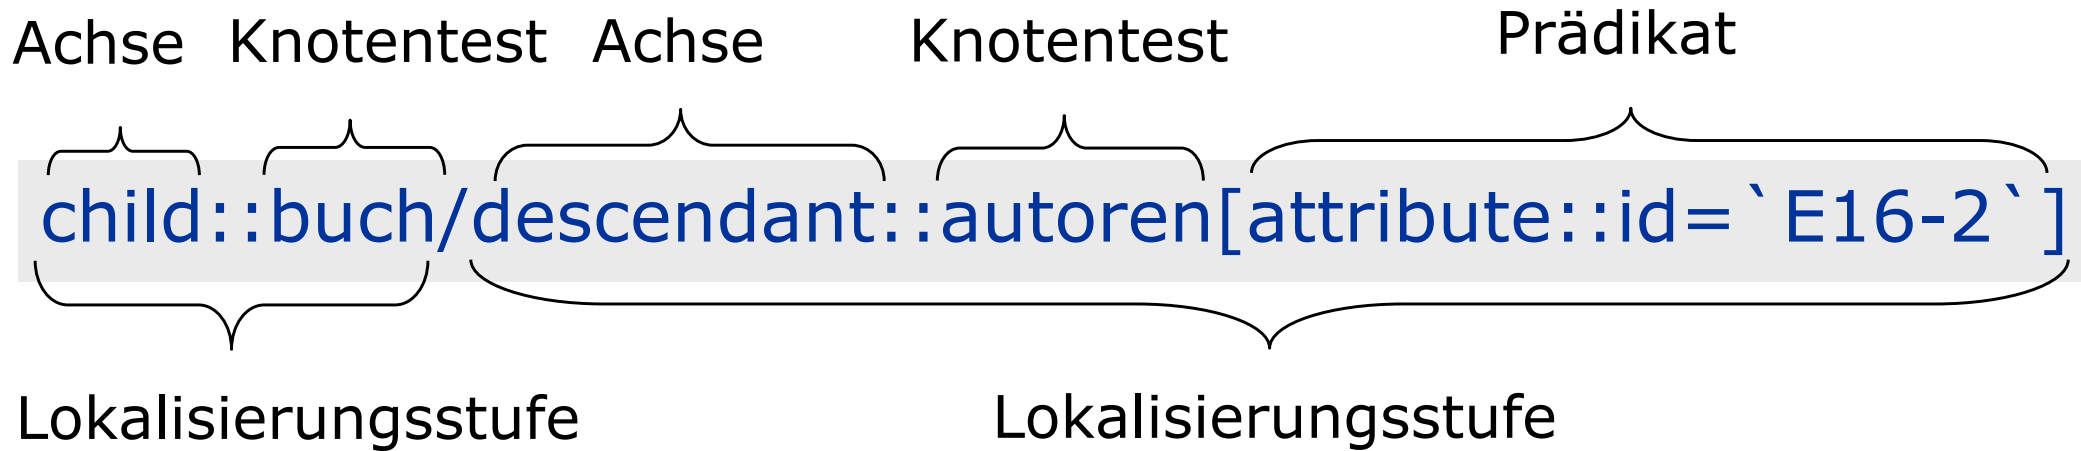 Achse Knotentest Achse Knotentest Prädikat
child::buch/descendant::autoren[attribute::id=`E16-2`]
Lokalisierungsstufe Lokalisierungsstufe